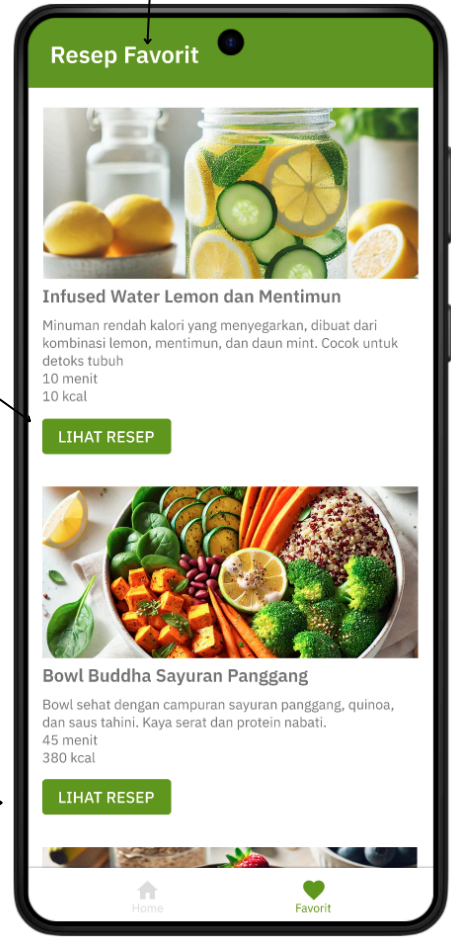 Resep Favorit
Infused Water Lemon dan Mentimun
Minuman rendah kalori yang menyegarkan, dibuat dari
kombinasi lemon, mentimun, dan daun mint. Cocok untuk
detoks tubuh
10 menit
10 kcal
LIHAT RESEP
Bowl Buddha Sayuran Panggang
Bowl sehat dengan campuran sayuran panggang, quinoa,
dan saus tahini. Kaya serat dan protein nabati.
45 menit
380 kcal
LIHAT RESEP
Home
Favorit